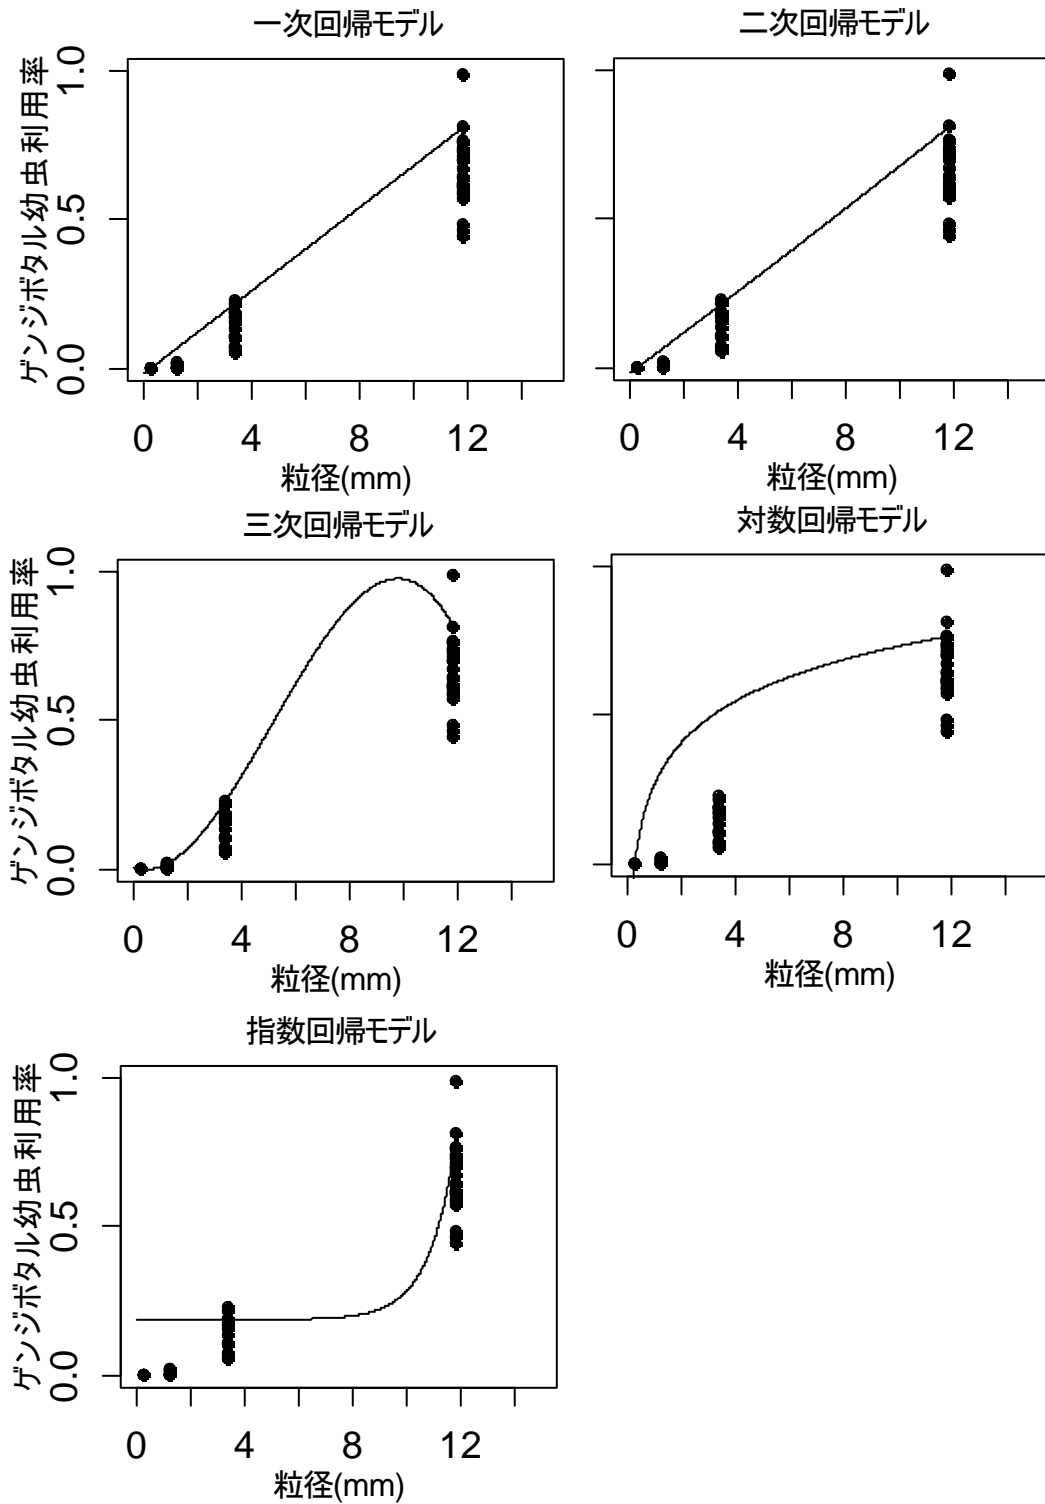 一次回帰モデル
二次回帰モデル
ゲンジボタル幼虫利用率
1.0
0.5
0.0
0 4 8 12
0 4 8 12
粒径(mm)
粒径(mm)
三次回帰モデル
対数回帰モデル
ゲンジボタル幼虫利用率
1.0
0.5
0.0
0 4 8 12
0 4 8 12
粒径(mm)
粒径(mm)
指数回帰モデル
ゲンジボタル幼虫利用率
1.0
0.5
0.0
0 4 8 12
粒径(mm)